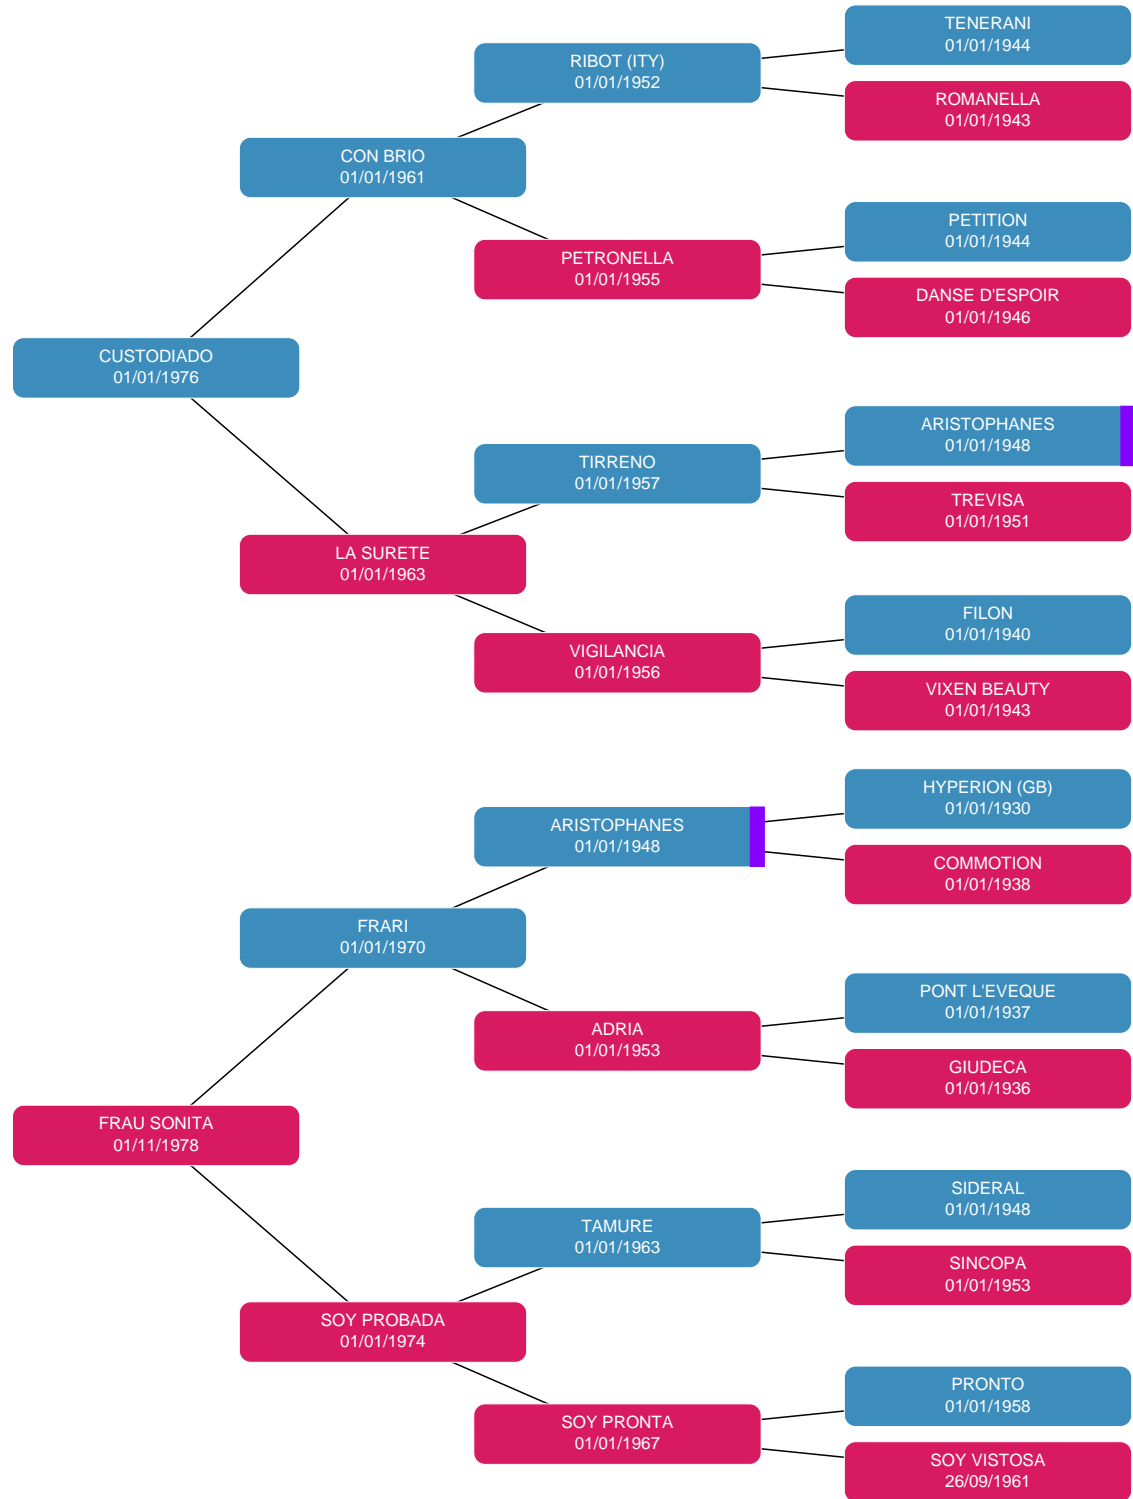 TENERANI
01/01/1944
RIBOT (ITY)
01/01/1952
ROMANELLA
01/01/1943
CON BRIO
01/01/1961
PETITION
01/01/1944
PETRONELLA
01/01/1955
DANSE D'ESPOIR
01/01/1946
CUSTODIADO
01/01/1976
ARISTOPHANES
01/01/1948
TIRRENO
01/01/1957
TREVISA
01/01/1951
LA SURETE
01/01/1963
FILON
01/01/1940
VIGILANCIA
01/01/1956
VIXEN BEAUTY
01/01/1943
HYPERION (GB)
01/01/1930
ARISTOPHANES
01/01/1948
COMMOTION
01/01/1938
FRARI
01/01/1970
PONT L'EVEQUE
01/01/1937
ADRIA
01/01/1953
GIUDECA
01/01/1936
FRAU SONITA
01/11/1978
SIDERAL
01/01/1948
TAMURE
01/01/1963
SINCOPA
01/01/1953
SOY PROBADA
01/01/1974
PRONTO
01/01/1958
SOY PRONTA
01/01/1967
SOY VISTOSA
26/09/1961